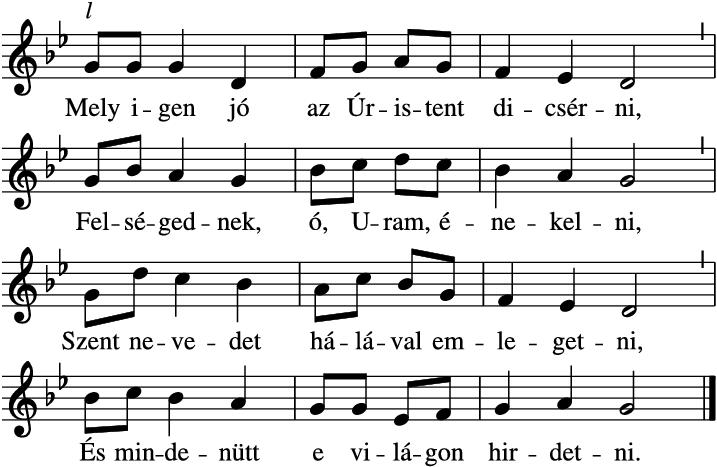 l
Mely i – gen jó az Úr – is – tent di – csér – ni,
Fel – sé – ged – nek, ó, U – ram, é – ne – kel – ni,
Szent ne – ve – det há – lá – val em – le – get – ni,
És min – de – nütt e vi – lá – gon hir – det – ni.